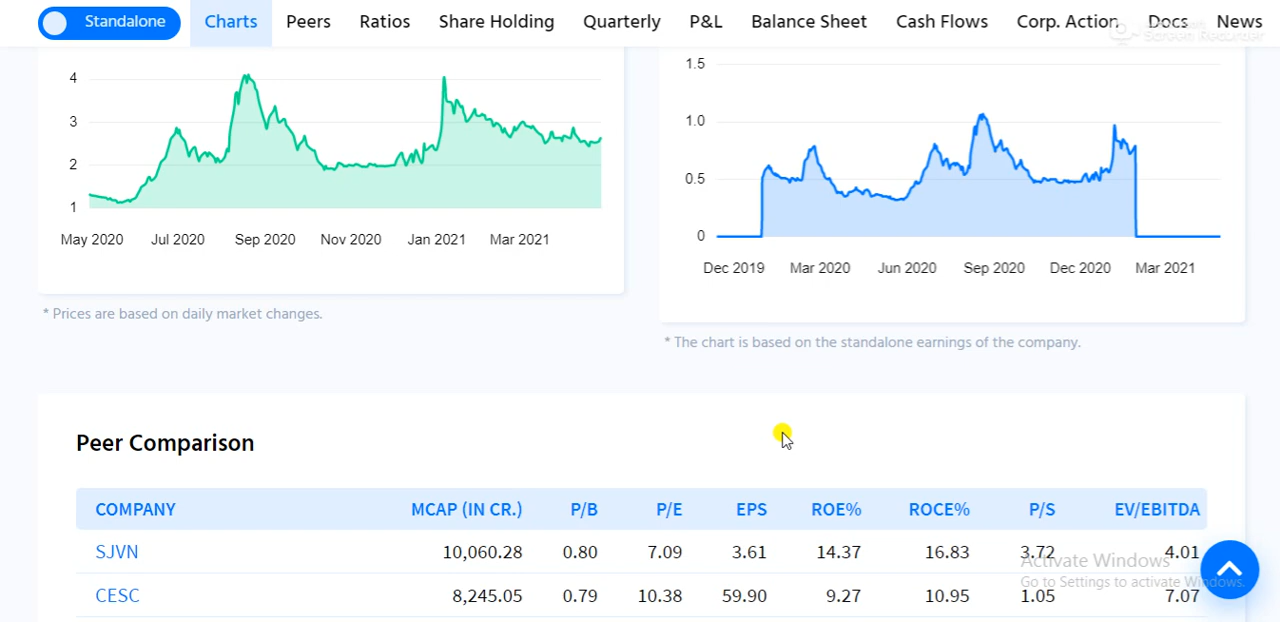 Standalone Charts Peers Ratios Share Holding Quarterly P&L Balance Sheet Cash Flows Corp. Action Docs News
Screen Recorder
4
3
2
1
May 2020 Jul 2020 Sep 2020 Nov 2020 Jan 2021 Mar 2021
* Prices are based on daily market changes.
1.5
1.0
0.5
0
Dec 2019 Mar 2020 Jun 2020 Sep 2020 Dec 2020 Mar 2021
* The chart is based on the standalone earnings of the company.
Peer Comparison
COMPANY MCAP (IN CR.) P/B P/E EPS ROE% ROCE% P/S EV/EBITDA
SJVN 10,060.28 0.80 7.09 3.61 14.37 16.83 3.72 4.01
CESC 8,245.05 0.79 10.38 59.90 9.27 10.95 1.05 7.07
Activate Windows
Go to Settings to activate Windows.